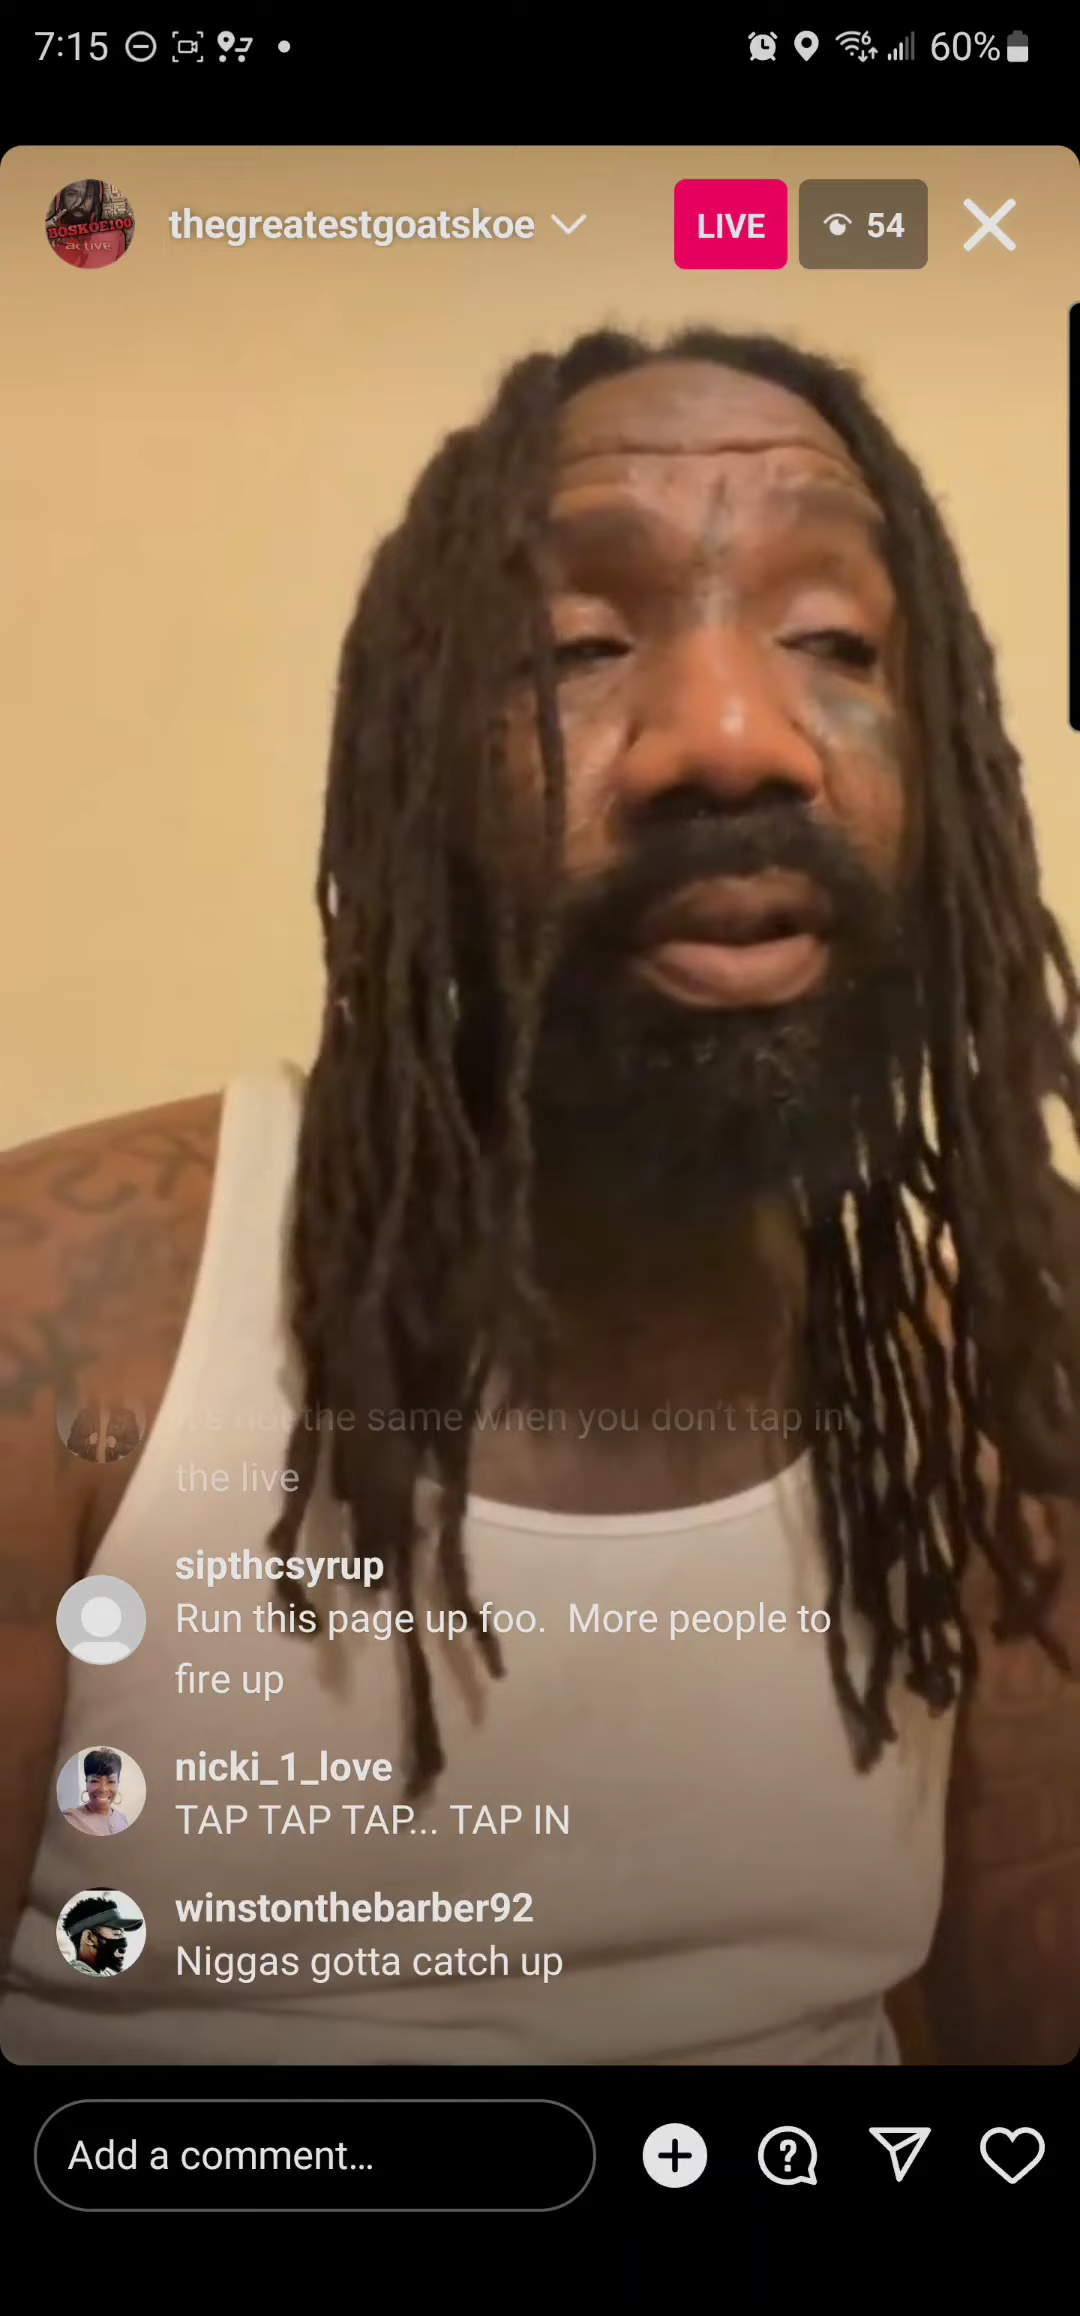 7:15
60%
BOSKOE100
active
thegreatestgoatskoe
LIVE
54
the same when you don't tap in
the live
sipthcsyrup
Run this page up foo.  More people to
fire up
nicki_1_love
TAP TAP TAP... TAP IN
winstonthebarber92
Niggas gotta catch up
Add a comment...